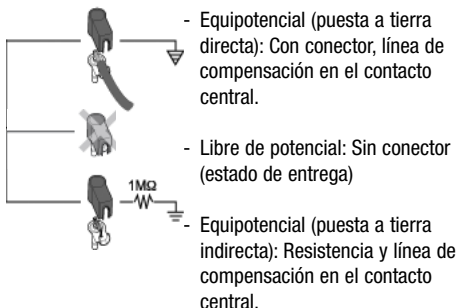 - Equipotencial (puesta a tierra
directa): Con conector, línea de
compensación en el contacto
central.
- Libre de potencial: Sin conector
(estado de entrega)
1MΩ
- Equipotencial (puesta a tierra
indirecta): Resistencia y línea de
compensación en el contacto
central.